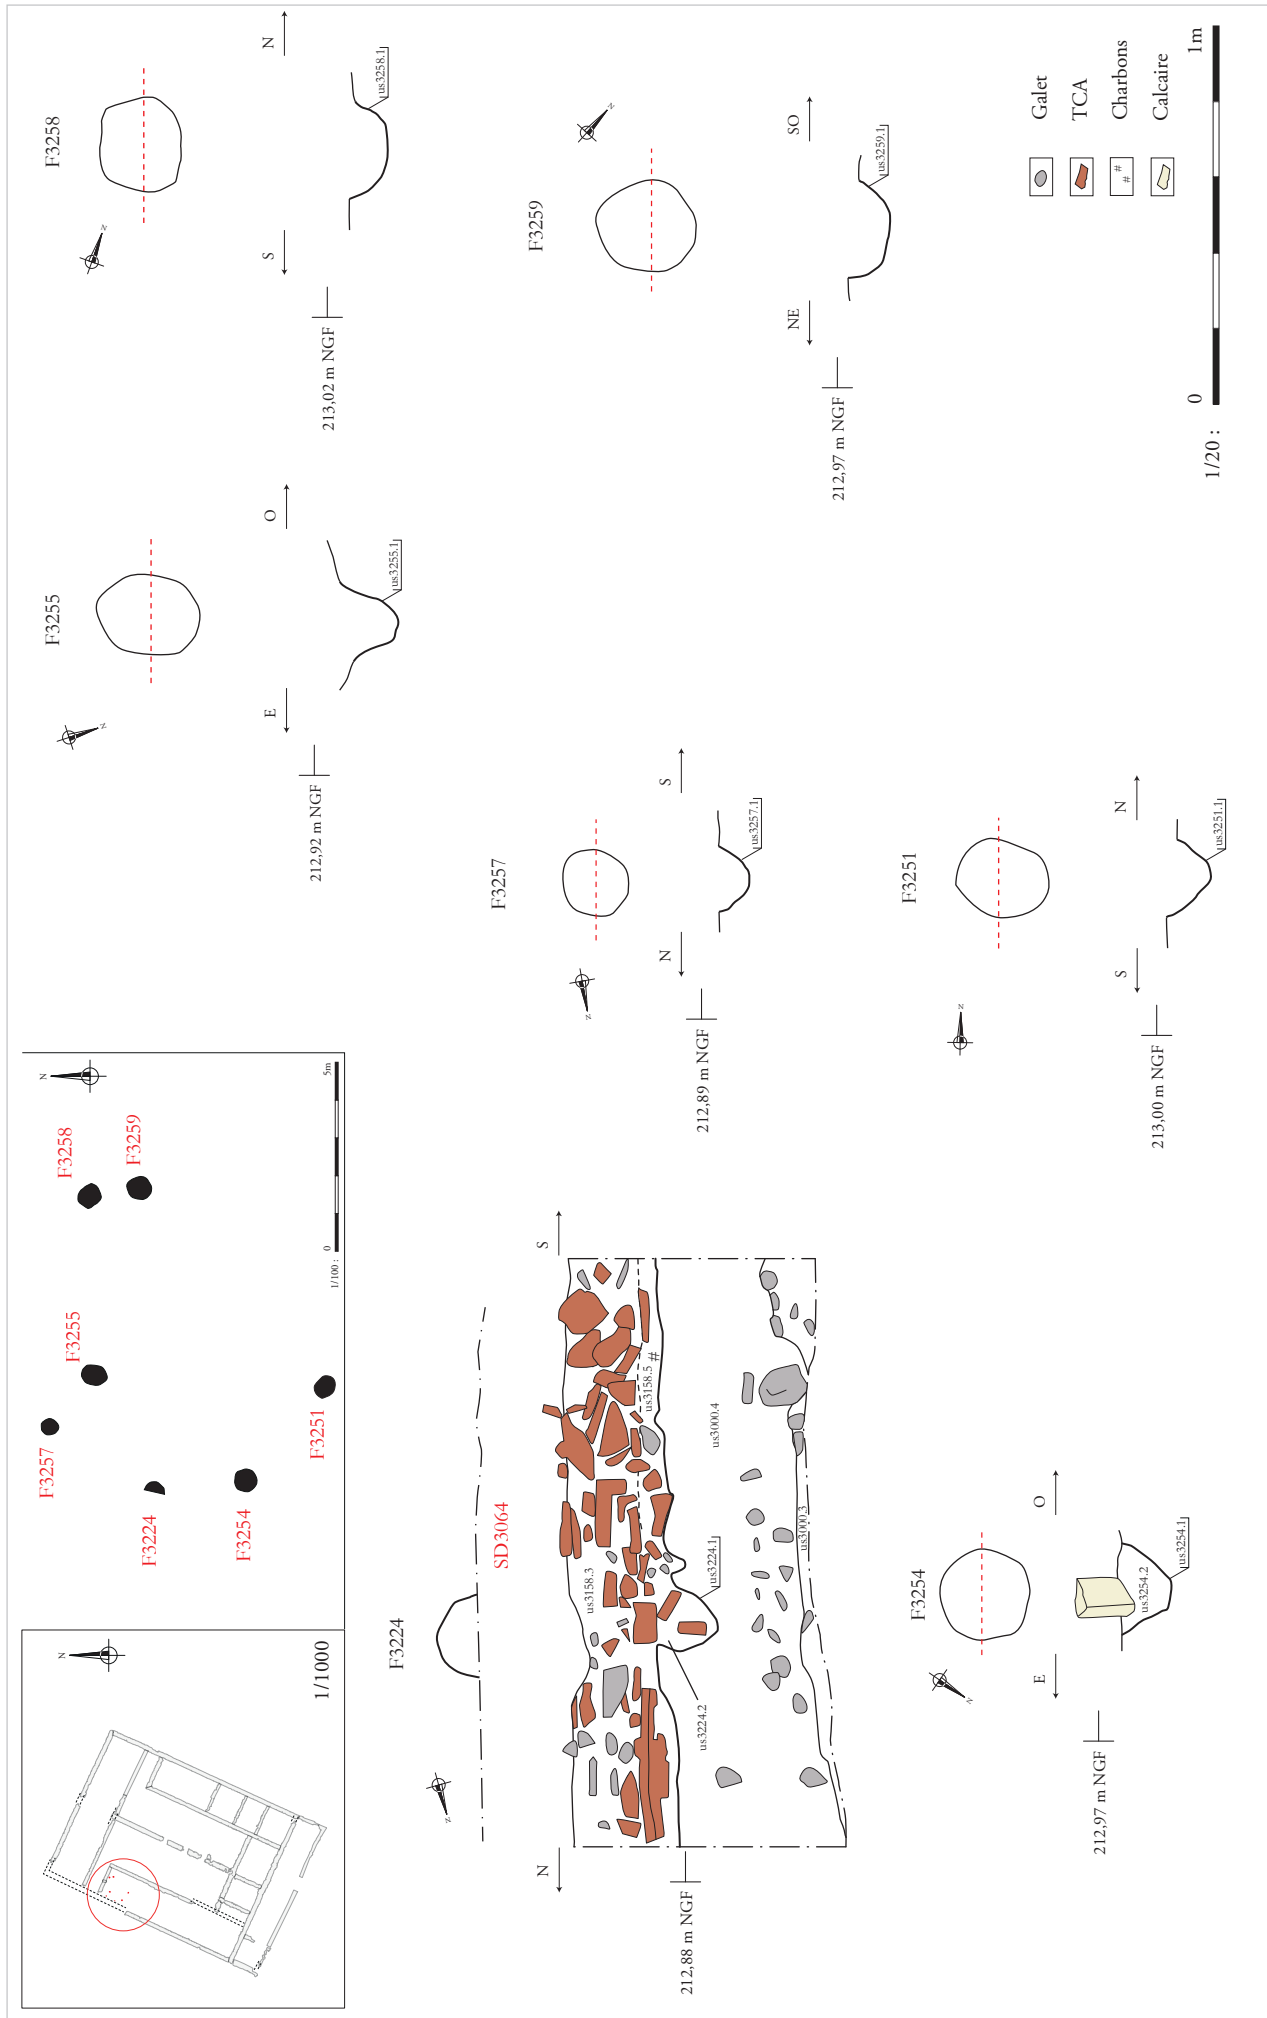 N
1/1000
N
F3257
F3255
F3258
F3259
F3224
F3254
F3251
1/100 :
0
5m
F3255
N
E
O
212,92 m NGF
us3255.1
F3258
N
S
N
213,02 m NGF
us3258.1
F3224
N
SD3064
N
S
212,88 m NGF
us3158.3
us3158.5
#
us3224.1
us3224.2
us3000.4
us3000.3
F3257
N
N
S
212,89 m NGF
us3257.1
F3259
N
NE
SO
212,97 m NGF
us3259.1
F3254
N
E
O
212,97 m NGF
us3254.2
us3254.1
F3251
N
S
N
213,00 m NGF
us3251.1
Galet
TCA
# #
Charbons
Calcaire
1/20 :
0
1m